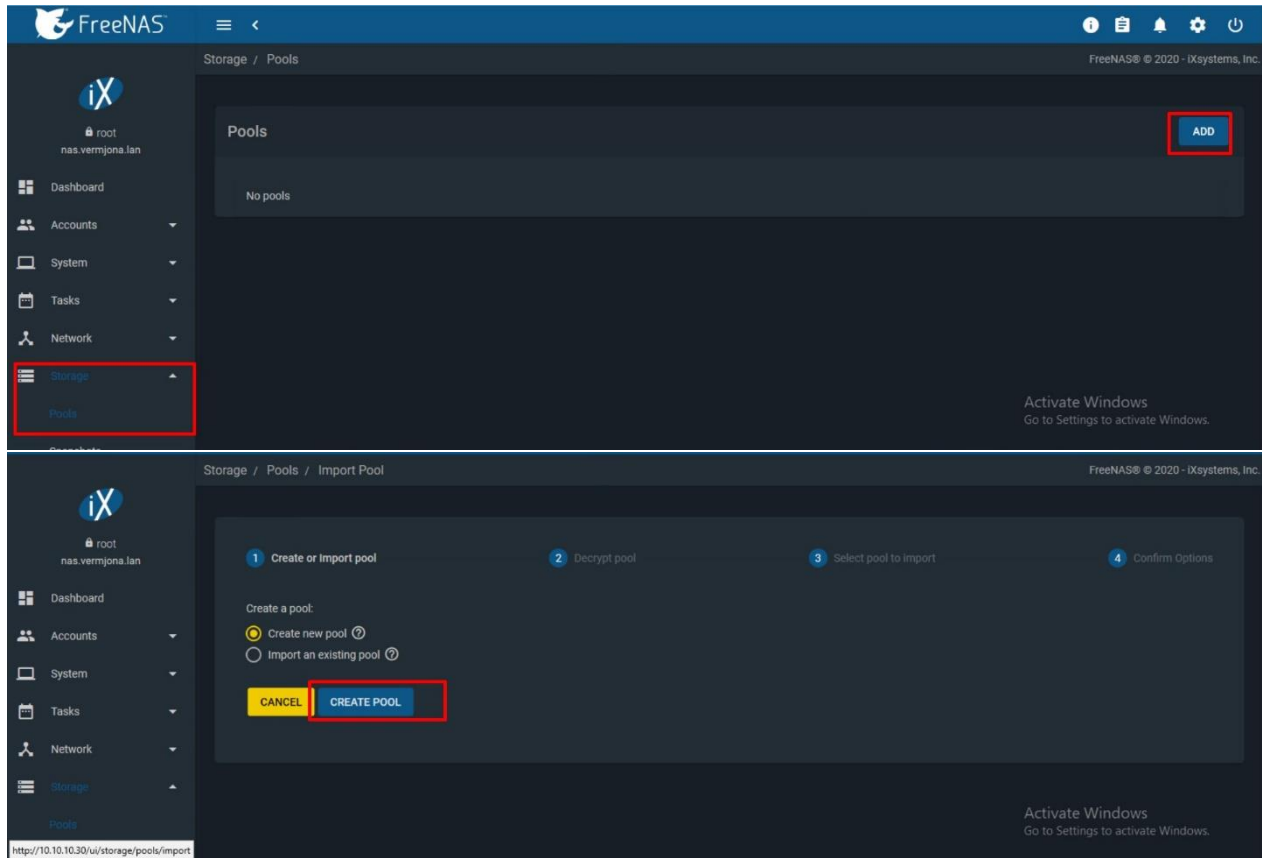 FreeNAS
Storage / Pools
FreeNAS® © 2020 - iXsystems, Inc.
iX
root
nas.vermjona.lan
Pools
ADD
No pools
Dashboard
Accounts
System
Tasks
Network
Storage
Pools
Snapshots
Activate Windows
Go to Settings to activate Windows.
Storage / Pools / Import Pool
FreeNAS® © 2020 - iXsystems, Inc.
iX
root
nas.vermjona.lan
1 Create or Import pool
2 Decrypt pool
3 Select pool to import
4 Confirm Options
Create a pool:
Create new pool
Import an existing pool
CANCEL
CREATE POOL
Dashboard
Accounts
System
Tasks
Network
Storage
Pools
Activate Windows
Go to Settings to activate Windows.
http://10.10.10.30/ui/storage/pools/import